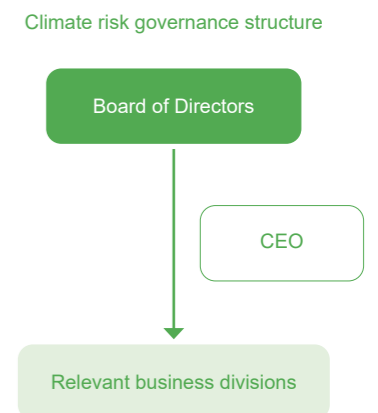 Climate risk governance structure
Board of Directors
CEO
Relevant business divisions